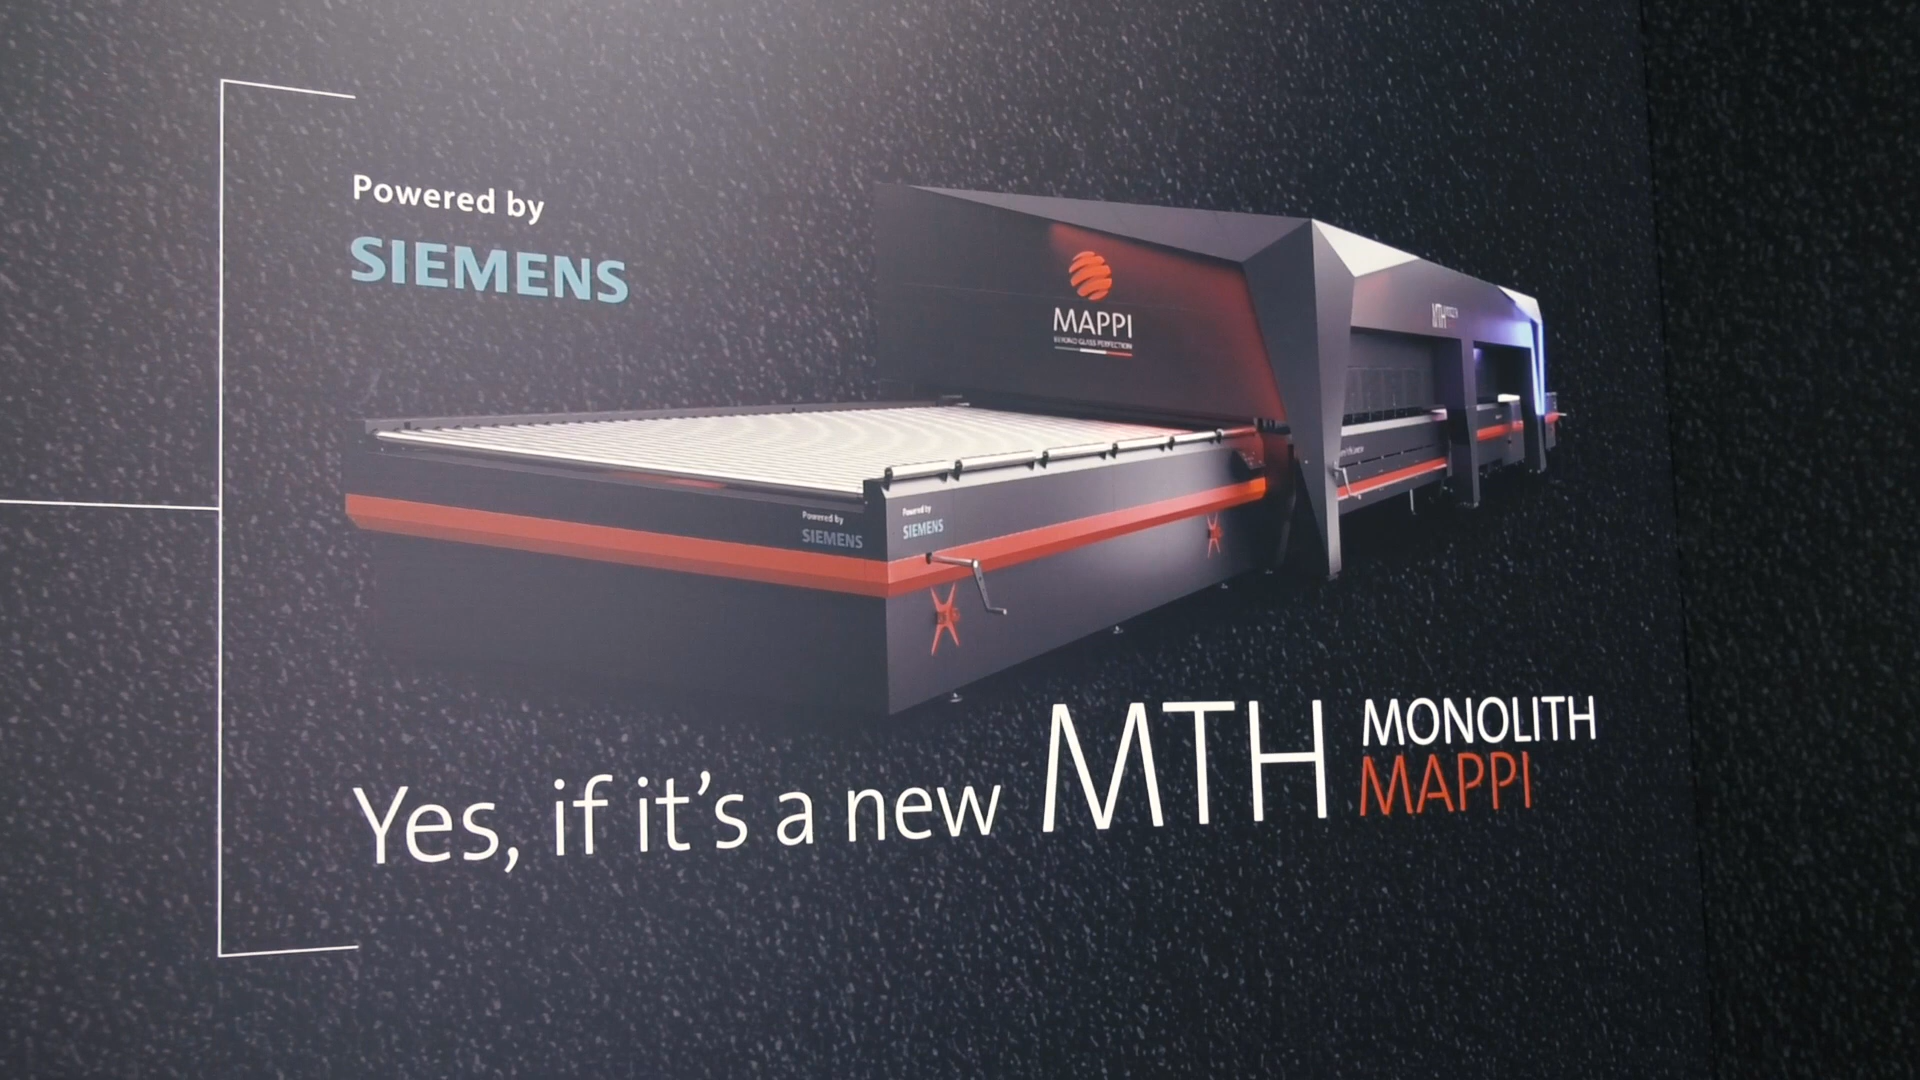 Powered by
SIEMENS
MAPPI
BEYOND GLASS PERFECTION
MTH
Powered by
SIEMENS
Powered by
SIEMENS
Yes, if it's a new MTH MONOLITH
MAPPI